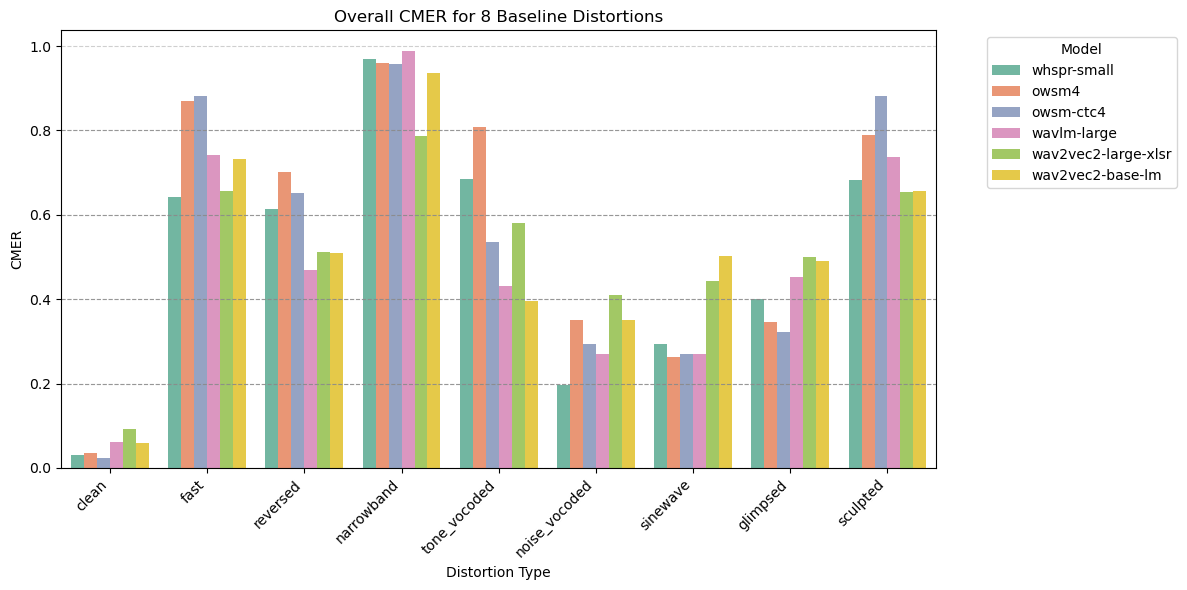 Overall CMER for 8 Baseline Distortions
CMER
1.0
0.8
0.6
0.4
0.2
0.0
clean
fast
reversed
narrowband
tone_vocoded
noise_vocoded
sinewave
glimpsed
sculpted
Distortion Type
Model
whspr-small
owsm4
owsm-ctc4
wavlm-large
wav2vec2-large-xlsr
wav2vec2-base-lm